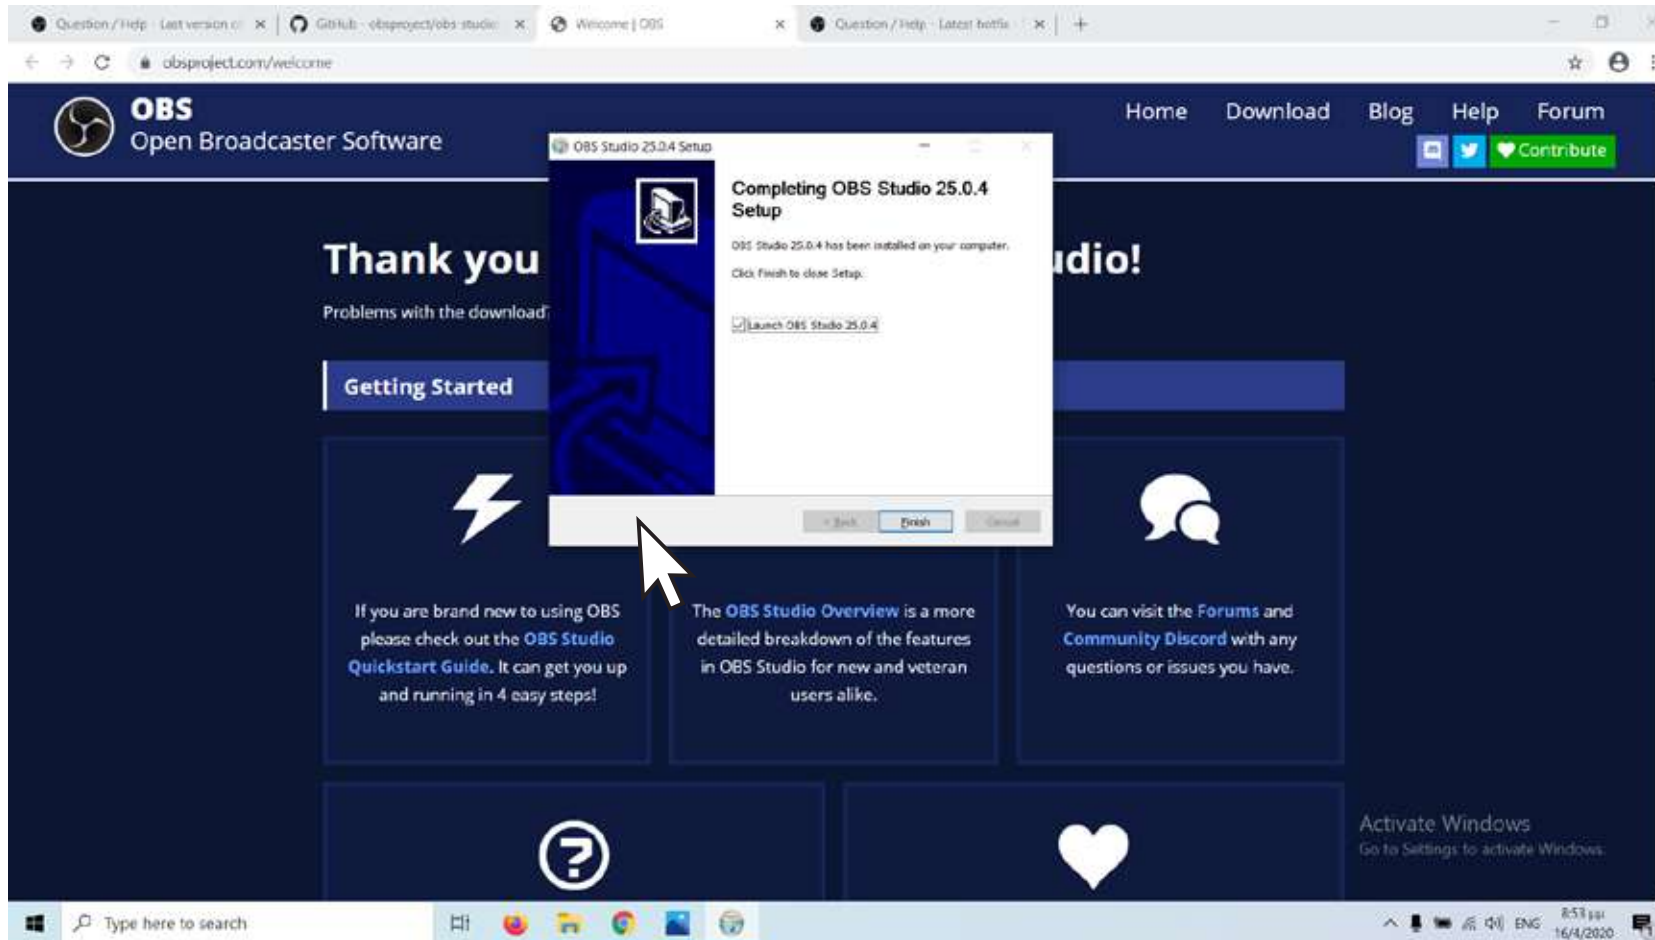 Question / Help - Last version o
GitHub - obsproject/obs-studio
Welcome | OBS
Question / Help - Latest hotfix
obsproject.com/welcome
OBS
Open Broadcaster Software
Home Download Blog Help Forum
Contribute
OBS Studio 25.0.4 Setup
Completing OBS Studio 25.0.4
Setup
OBS Studio 25.0.4 has been installed on your computer.
Click Finish to close Setup.
Launch OBS Studio 25.0.4
< Back Finish Cancel
Thank you
udio!
Problems with the download?
Getting Started
If you are brand new to using OBS
please check out the OBS Studio
Quickstart Guide. It can get you up
and running in 4 easy steps!
The OBS Studio Overview is a more
detailed breakdown of the features
in OBS Studio for new and veteran
users alike.
You can visit the Forums and
Community Discord with any
questions or issues you have.
Activate Windows
Go to Settings to activate Windows.
Type here to search
ENG
8:53 μμ
16/4/2020